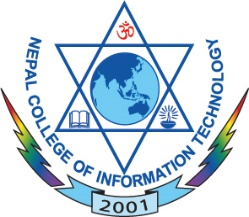 ॐ
NEPAL COLLEGE OF INFORMATION TECHNOLOGY
2001